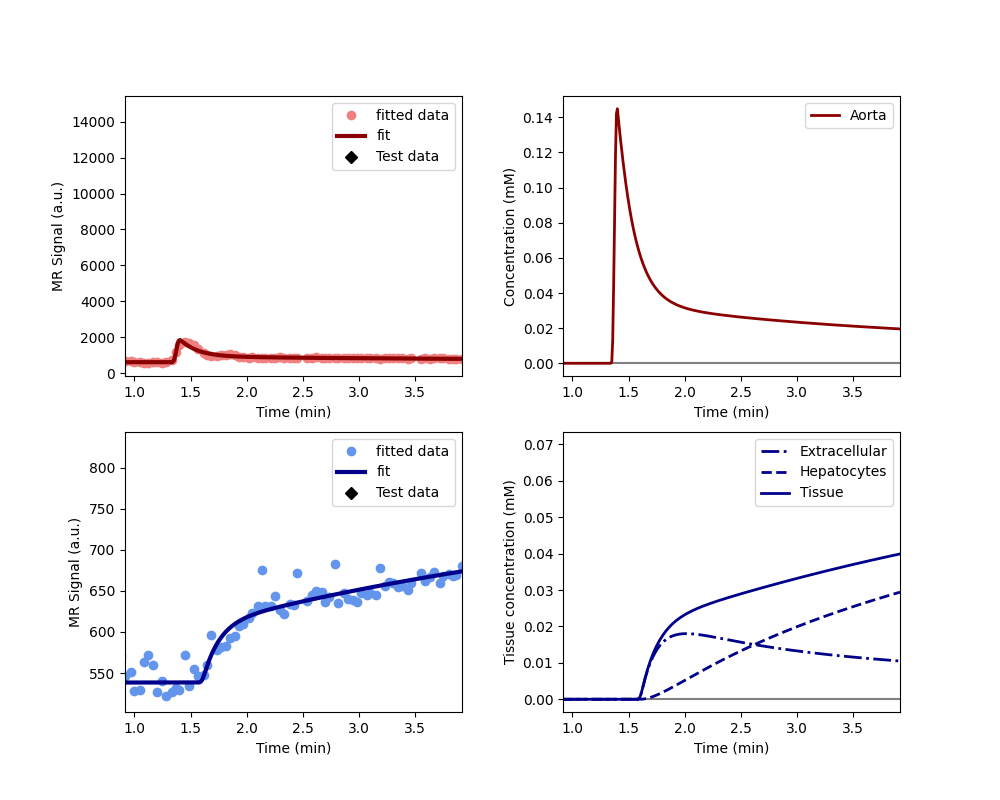 14000
12000
10000
8000
6000
4000
2000
0
MR Signal (a.u.)
1.0 1.5 2.0 2.5 3.0 3.5
Time (min)
fitted data
fit
Test data
0.14
0.12
0.10
0.08
0.06
0.04
0.02
0.00
Concentration (mM)
1.0 1.5 2.0 2.5 3.0 3.5
Time (min)
Aorta
800
750
700
650
600
550
MR Signal (a.u.)
1.0 1.5 2.0 2.5 3.0 3.5
Time (min)
fitted data
fit
Test data
0.07
0.06
0.05
0.04
0.03
0.02
0.01
0.00
Tissue concentration (mM)
1.0 1.5 2.0 2.5 3.0 3.5
Time (min)
Extracellular
Hepatocytes
Tissue